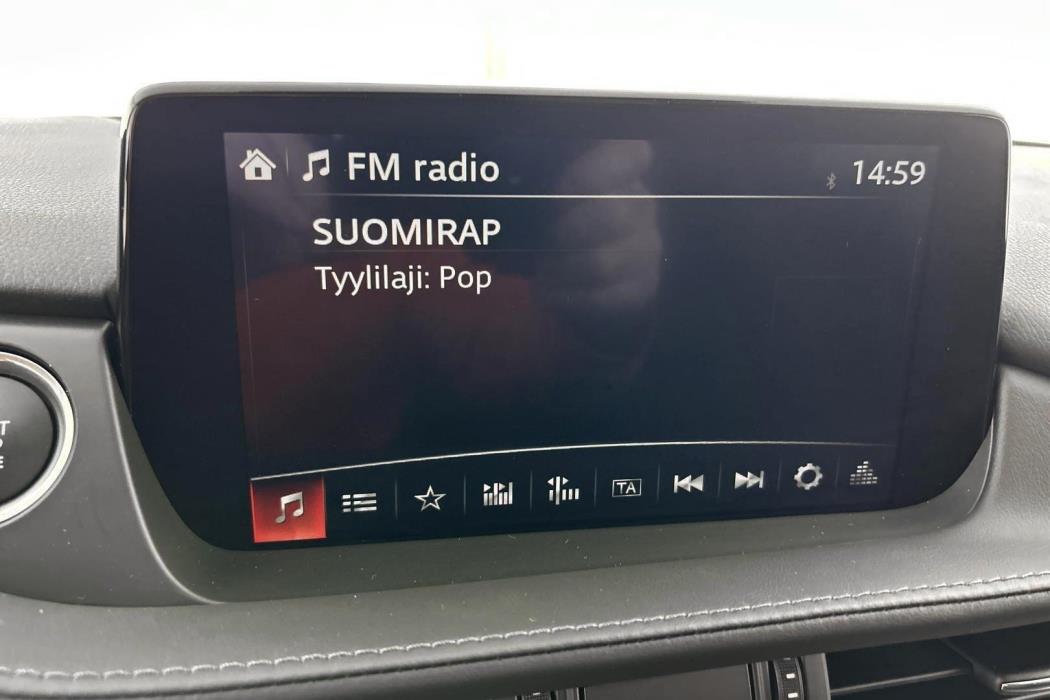 FM radio
14:59
SUOMIRAP
Tyylilaji: Pop
TA